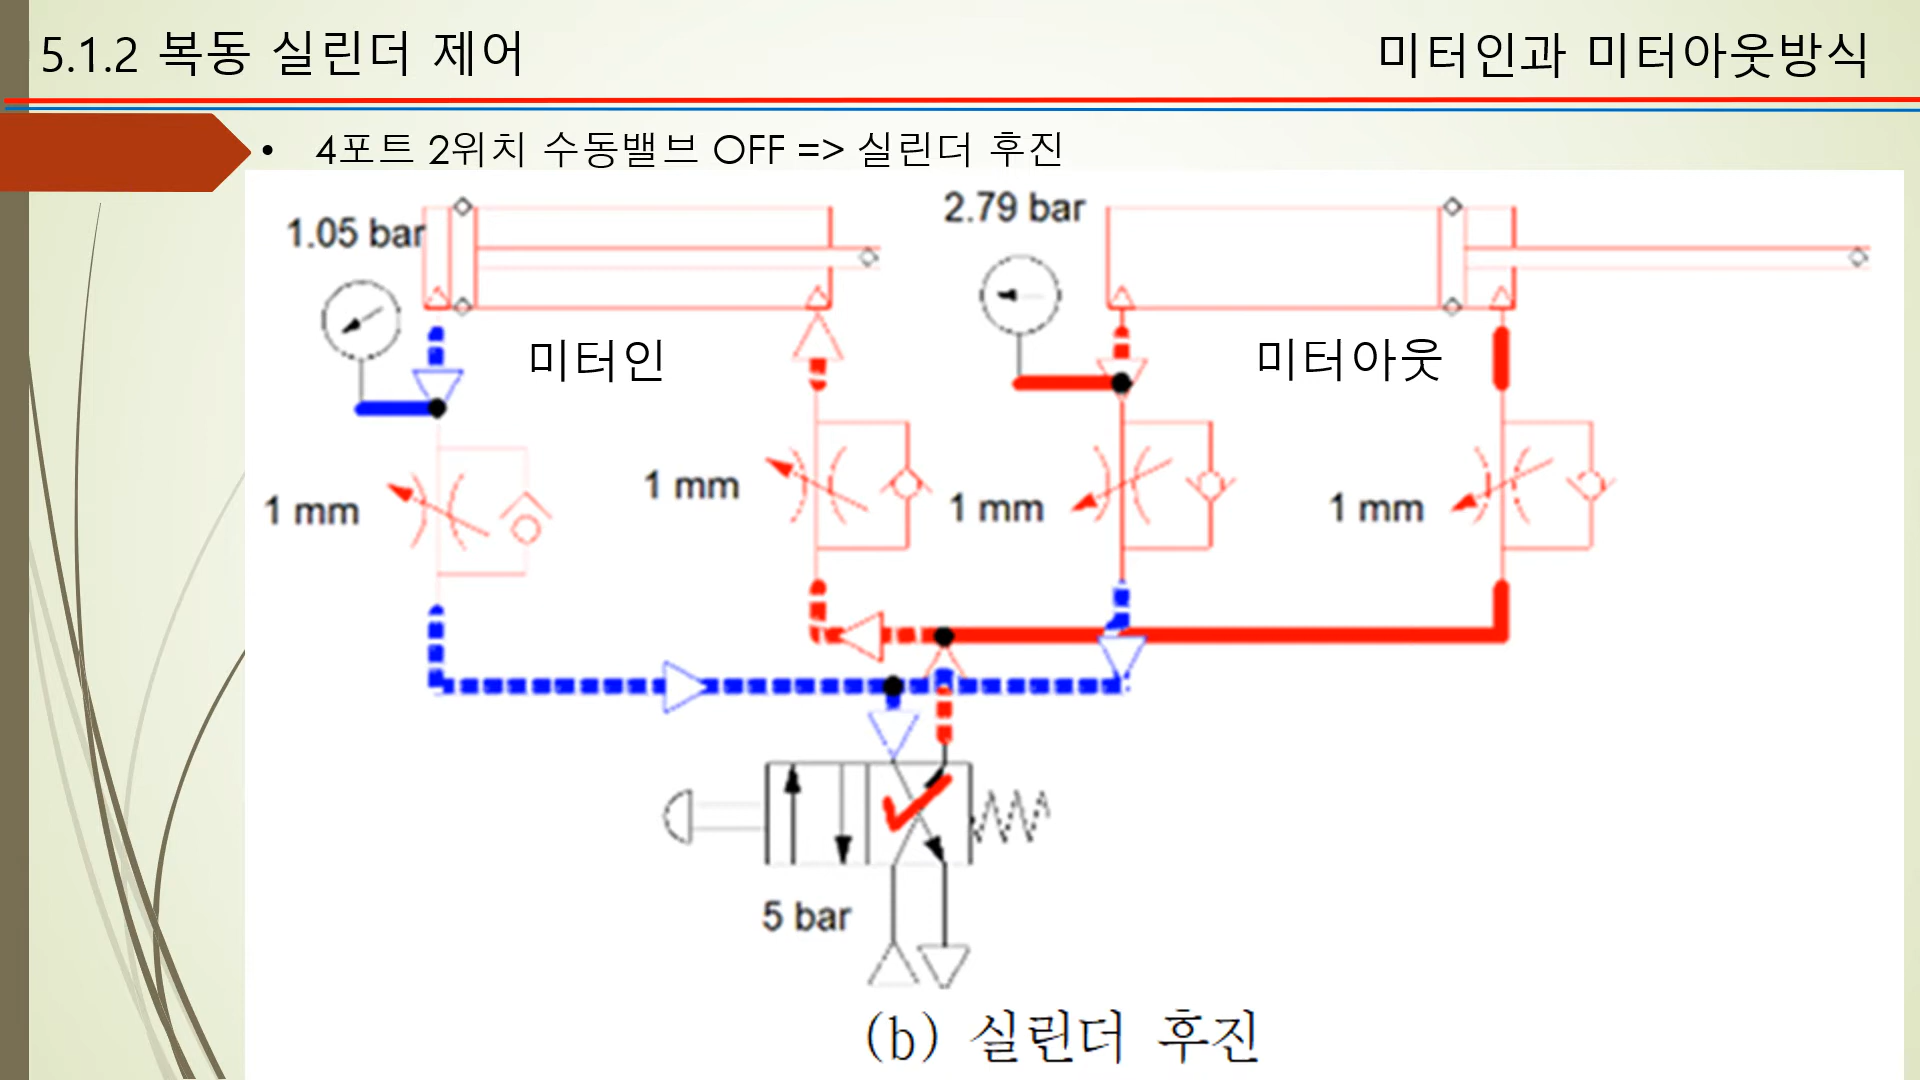 5.1.2 복동 실린더 제어
미터인과 미터아웃방식
• 4포트 2위치 수동밸브 OFF => 실린더 후진
1.05 bar
2.79 bar
미터인
미터아웃
1 mm
1 mm
1 mm
1 mm
5 bar
(b) 실린더 후진